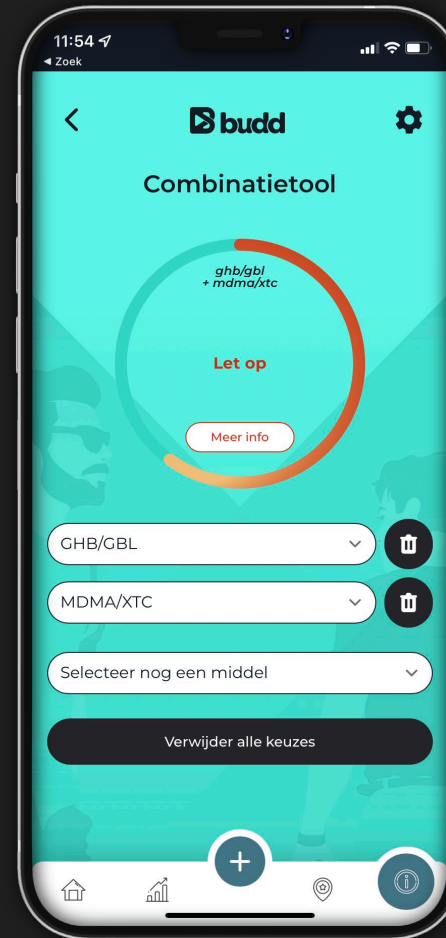 11:54
◀ Zoek
budd
Combinatietool
ghb/gbl
+ mdma/xtc
Let op
Meer info
GHB/GBL
MDMA/XTC
Selecteer nog een middel
Verwijder alle keuzes